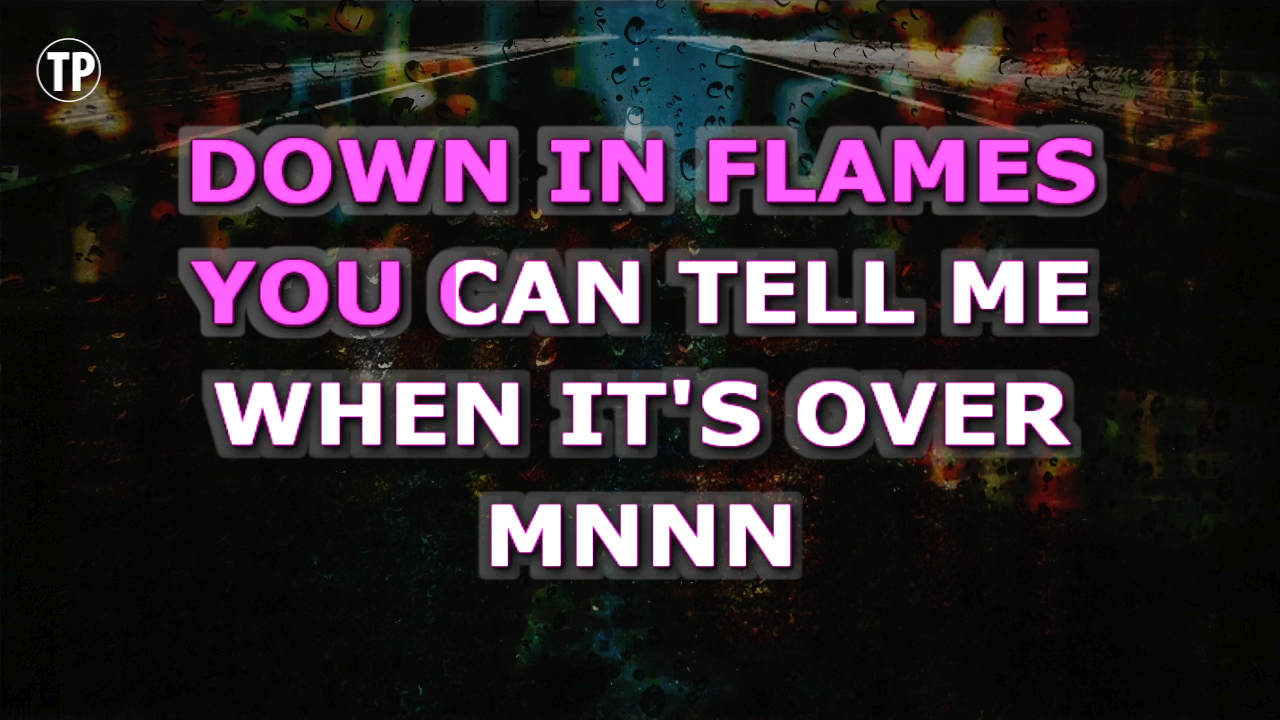 TP
DOWN IN FLAMES
YOU CAN TELL ME
WHEN IT'S OVER
MNNN